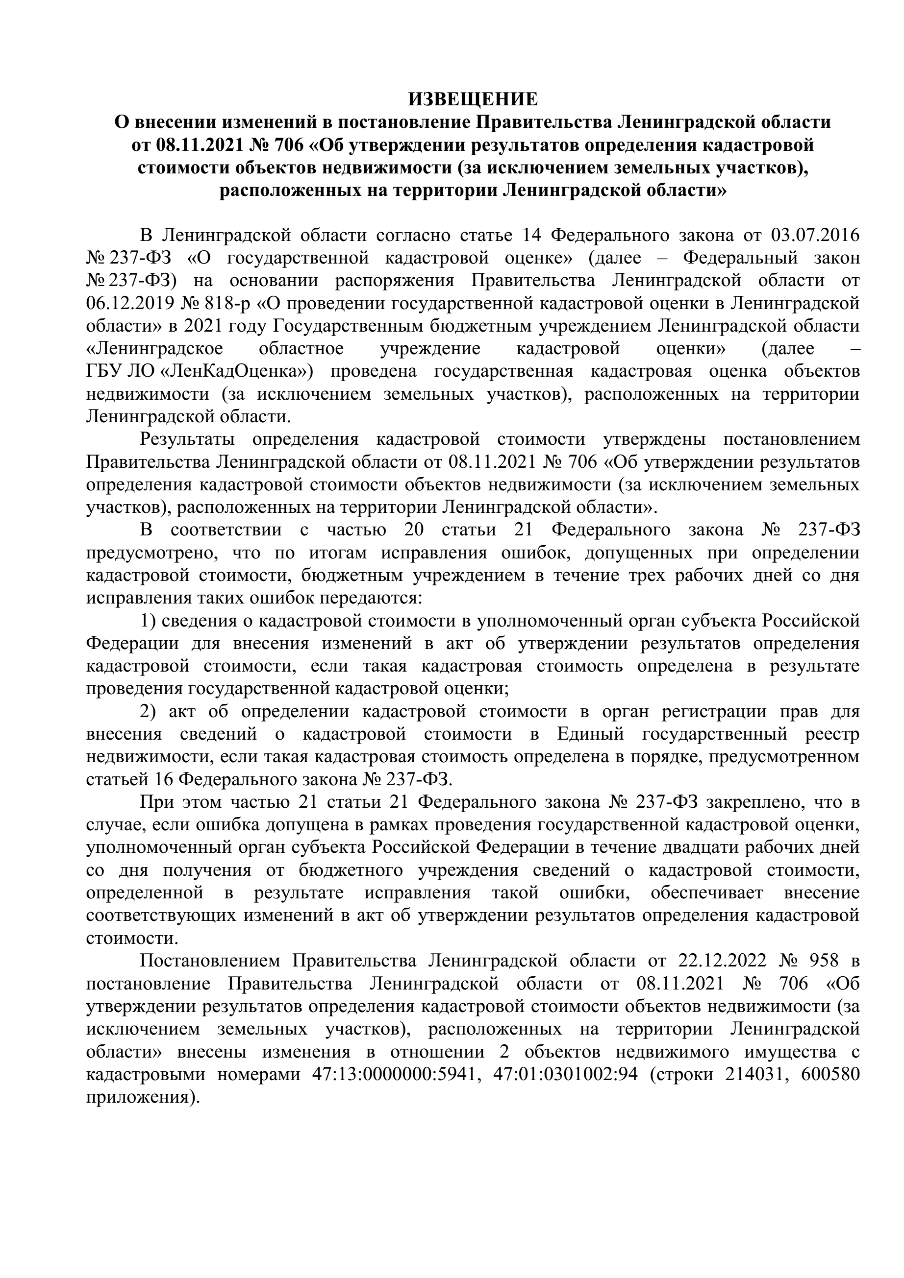 ИЗВЕЩЕНИЕ
О внесении изменений в постановление Правительства Ленинградской области
от 08.11.2021 № 706 «Об утверждении результатов определения кадастровой
стоимости объектов недвижимости (за исключением земельных участков),
расположенных на территории Ленинградской области»
В Ленинградской области согласно статье 14 Федерального закона от 03.07.2016
№ 237-ФЗ «О государственной кадастровой оценке» (далее – Федеральный закон
№ 237-ФЗ) на основании распоряжения Правительства Ленинградской области от
06.12.2019 № 818-р «О проведении государственной кадастровой оценки в Ленинградской
области» в 2021 году Государственным бюджетным учреждением Ленинградской области
«Ленинградское областное учреждение кадастровой оценки» (далее –
ГБУ ЛО «ЛенКадОценка») проведена государственная кадастровая оценка объектов
недвижимости (за исключением земельных участков), расположенных на территории
Ленинградской области.
Результаты определения кадастровой стоимости утверждены постановлением
Правительства Ленинградской области от 08.11.2021 № 706 «Об утверждении результатов
определения кадастровой стоимости объектов недвижимости (за исключением земельных
участков), расположенных на территории Ленинградской области».
В соответствии с частью 20 статьи 21 Федерального закона № 237-ФЗ
предусмотрено, что по итогам исправления ошибок, допущенных при определении
кадастровой стоимости, бюджетным учреждением в течение трех рабочих дней со дня
исправления таких ошибок передаются:
1) сведения о кадастровой стоимости в уполномоченный орган субъекта Российской
Федерации для внесения изменений в акт об утверждении результатов определения
кадастровой стоимости, если такая кадастровая стоимость определена в результате
проведения государственной кадастровой оценки;
2) акт об определении кадастровой стоимости в орган регистрации прав для
внесения сведений о кадастровой стоимости в Единый государственный реестр
недвижимости, если такая кадастровая стоимость определена в порядке, предусмотренном
статьей 16 Федерального закона № 237-ФЗ.
При этом частью 21 статьи 21 Федерального закона № 237-ФЗ закреплено, что в
случае, если ошибка допущена в рамках проведения государственной кадастровой оценки,
уполномоченный орган субъекта Российской Федерации в течение двадцати рабочих дней
со дня получения от бюджетного учреждения сведений о кадастровой стоимости,
определенной в результате исправления такой ошибки, обеспечивает внесение
соответствующих изменений в акт об утверждении результатов определения кадастровой
стоимости.
Постановлением Правительства Ленинградской области от 22.12.2022 № 958 в
постановление Правительства Ленинградской области от 08.11.2021 № 706 «Об
утверждении результатов определения кадастровой стоимости объектов недвижимости (за
исключением земельных участков), расположенных на территории Ленинградской
области» внесены изменения в отношении 2 объектов недвижимого имущества с
кадастровыми номерами 47:13:0000000:5941, 47:01:0301002:94 (строки 214031, 600580
приложения).